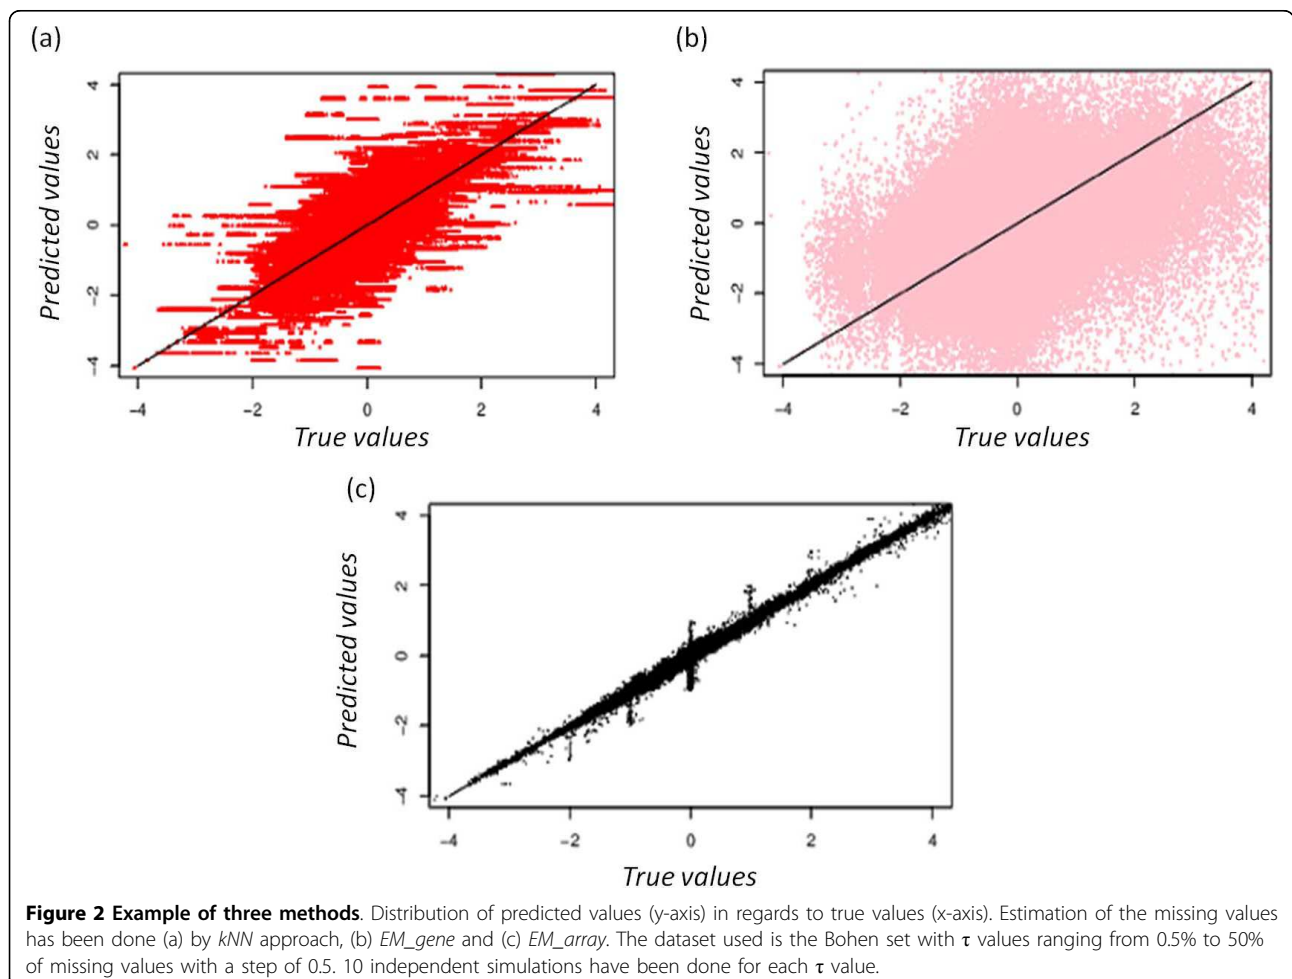 (a)
(b)
4
2
0
−2
−4
Predicted values
−4 −2 0 2 4
True values
4
2
0
−2
−4
Predicted values
−4 −2 0 2 4
True values
(c)
4
2
0
−2
−4
Predicted values
−4 −2 0 2 4
True values
Figure 2 Example of three methods. Distribution of predicted values (y-axis) in regards to true values (x-axis). Estimation of the missing values
has been done (a) by kNN approach, (b) EM_gene and (c) EM_array. The dataset used is the Bohen set with τ values ranging from 0.5% to 50%
of missing values with a step of 0.5. 10 independent simulations have been done for each τ value.